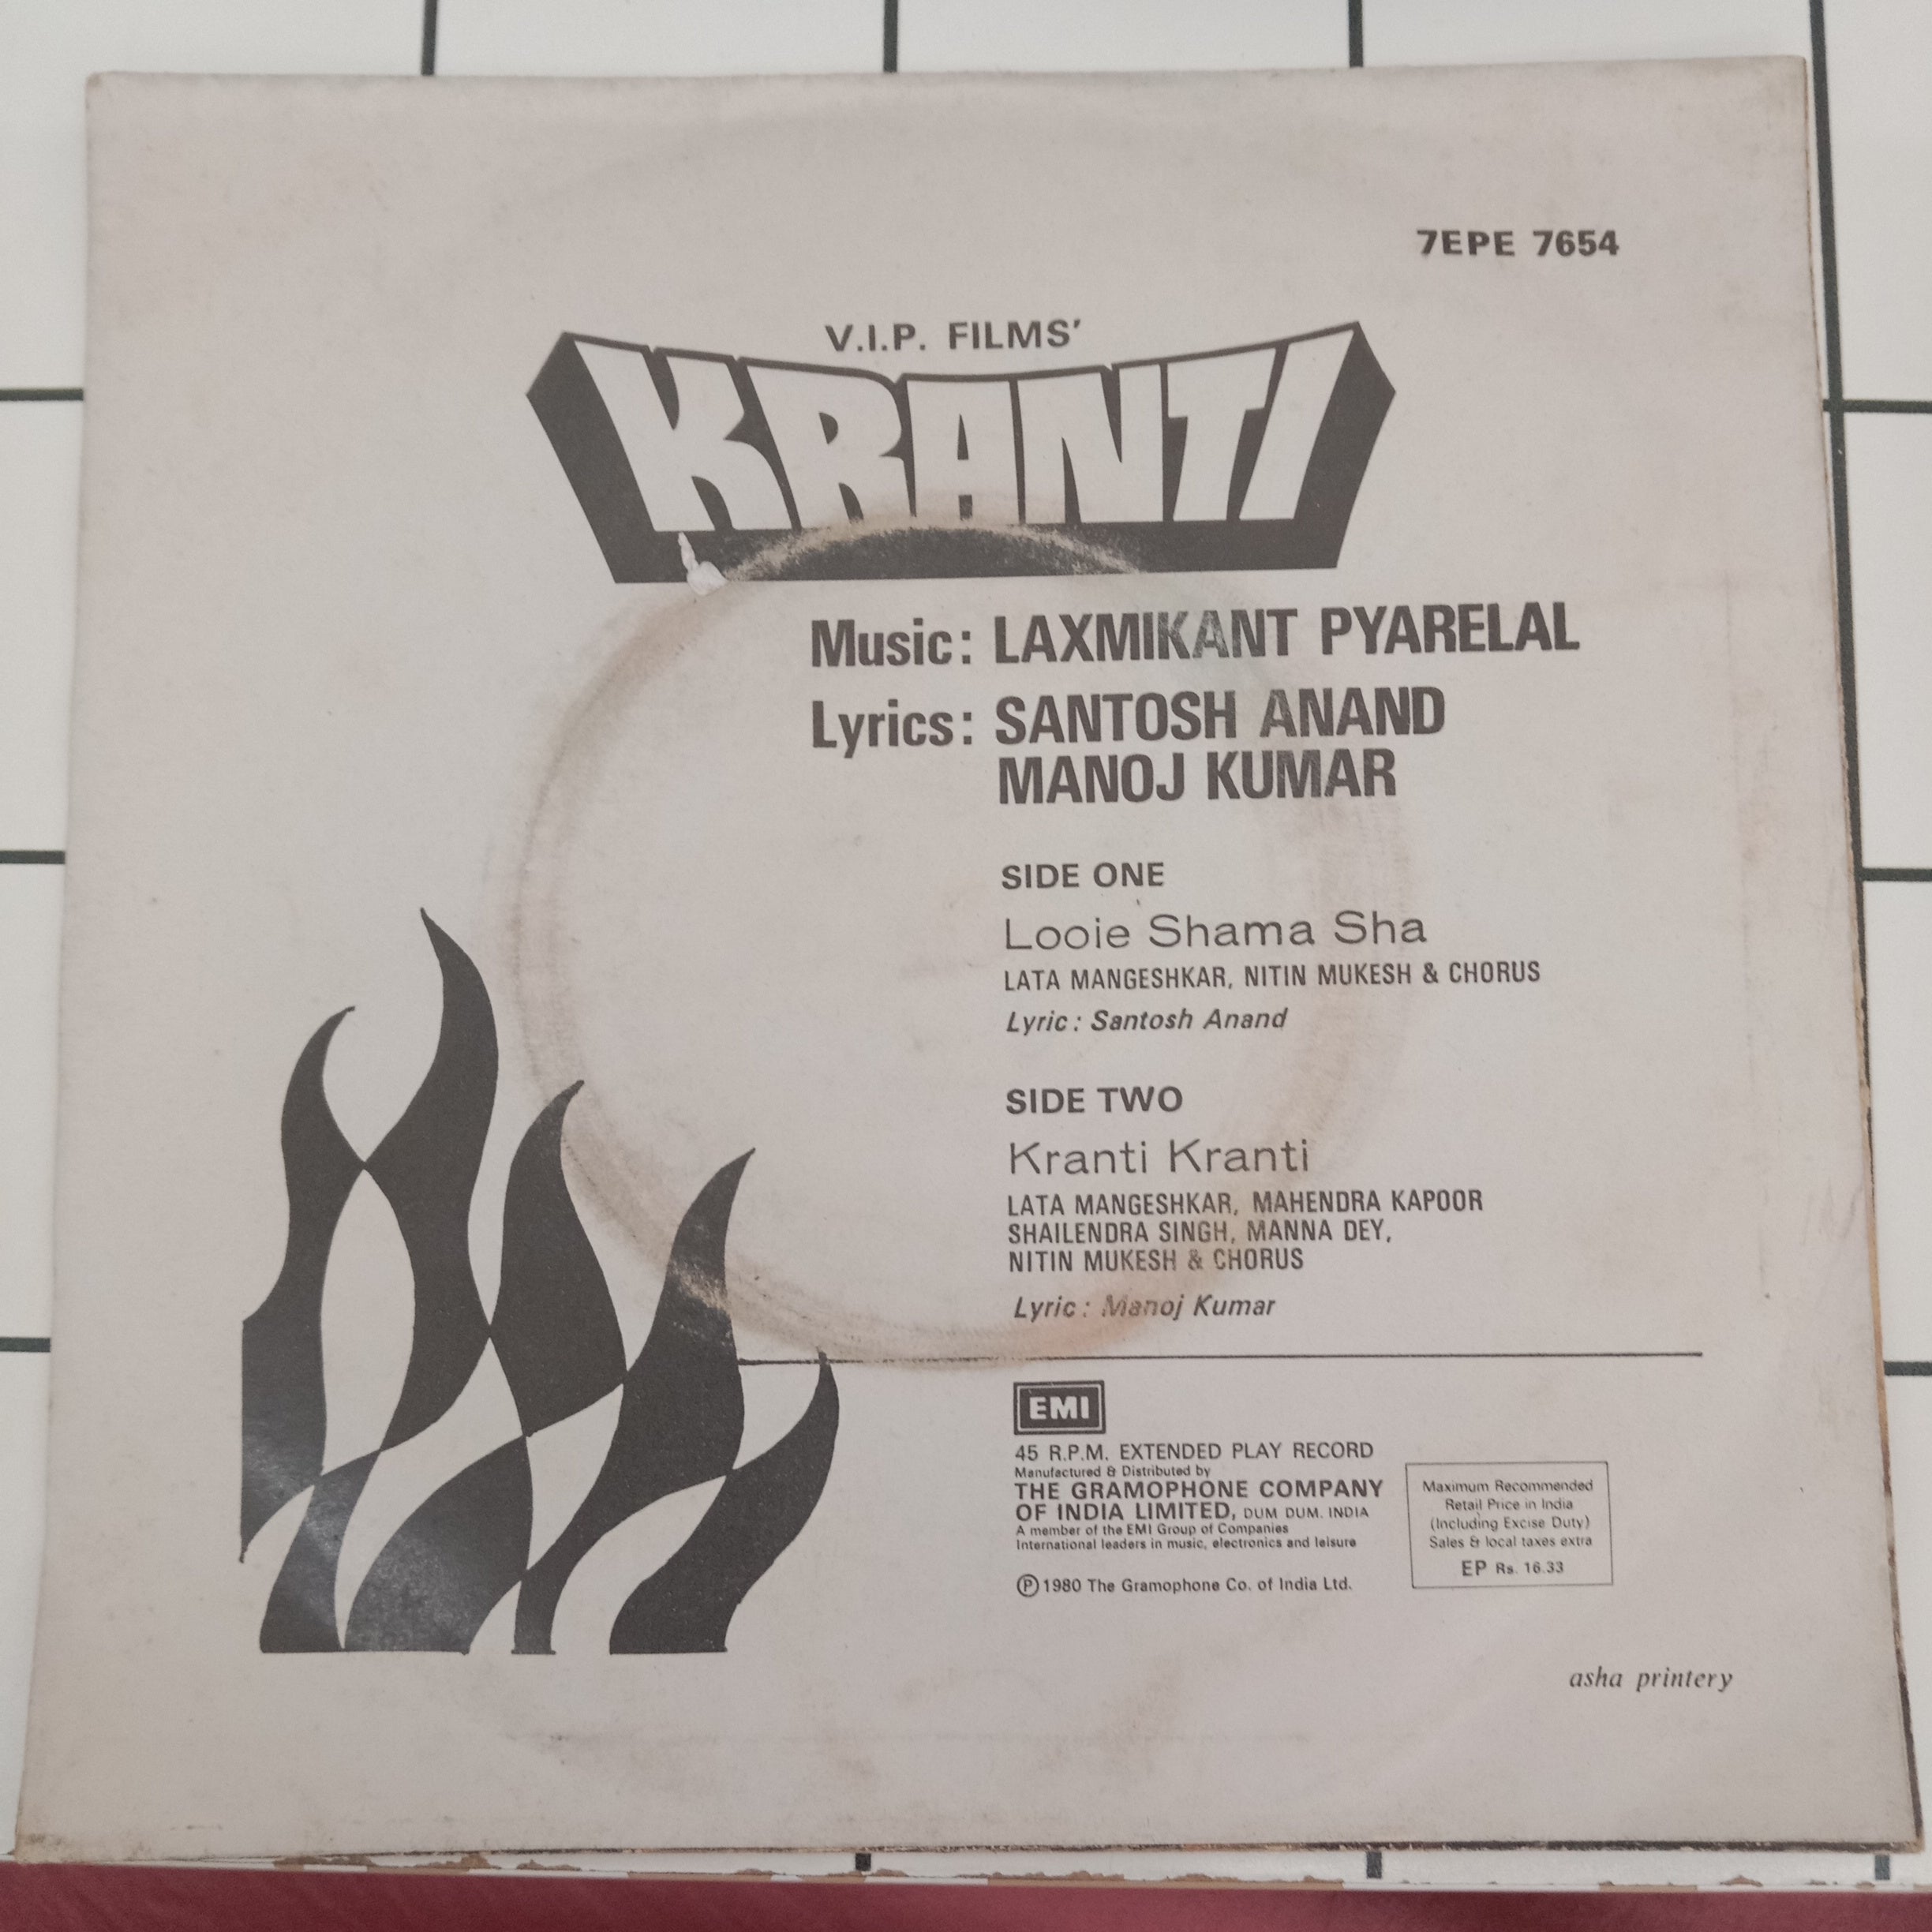 7EPE 7654
V.I.P. FILMS'
KRANTI
Music: LAXMIKANT PYARELAL
Lyrics: SANTOSH ANAND
MANOJ KUMAR
SIDE ONE
Looie Shama Sha
LATA MANGESHKAR, NITIN MUKESH & CHORUS
Lyric: Santosh Anand
SIDE TWO
Kranti Kranti
LATA MANGESHKAR, MAHENDRA KAPOOR
SHAILENDRA SINGH, MANNA DEY,
NITIN MUKESH & CHORUS
Lyric: Manoj Kumar
EMI
45 R.P.M. EXTENDED PLAY RECORD
Manufactured & Distributed by
THE GRAMOPHONE COMPANY
OF INDIA LIMITED, DUM DUM. INDIA
A member of the EMI Group of Companies
International leaders in music, electronics and leisure
Ⓟ 1980 The Gramophone Co. of India Ltd.
Maximum Recommended
Retail Price in India
(Including Excise Duty)
Sales & local taxes extra
EP Rs. 16.33
asha printery